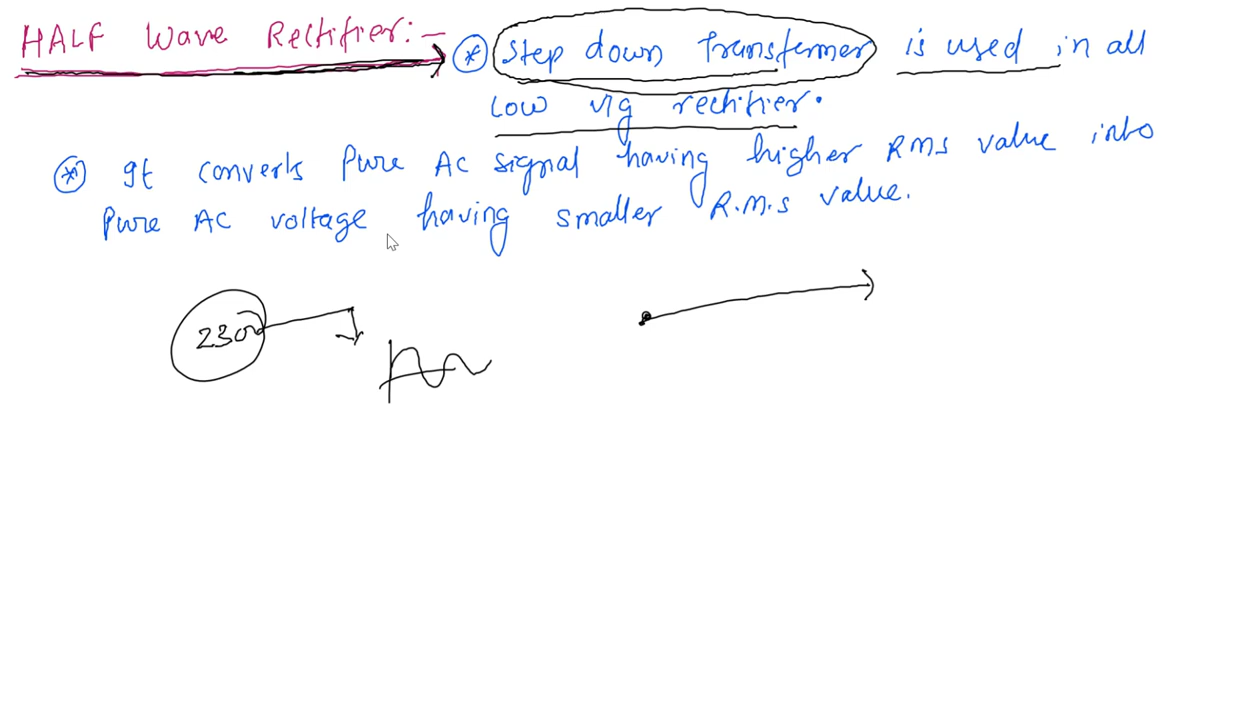 HALF Wave Rectifier:-
* Step down Transformer is used in all
Low v/g rectifier.
* It converts Pure AC signal having higher RMS value into
Pure AC voltage having smaller R.M.S value.
230v